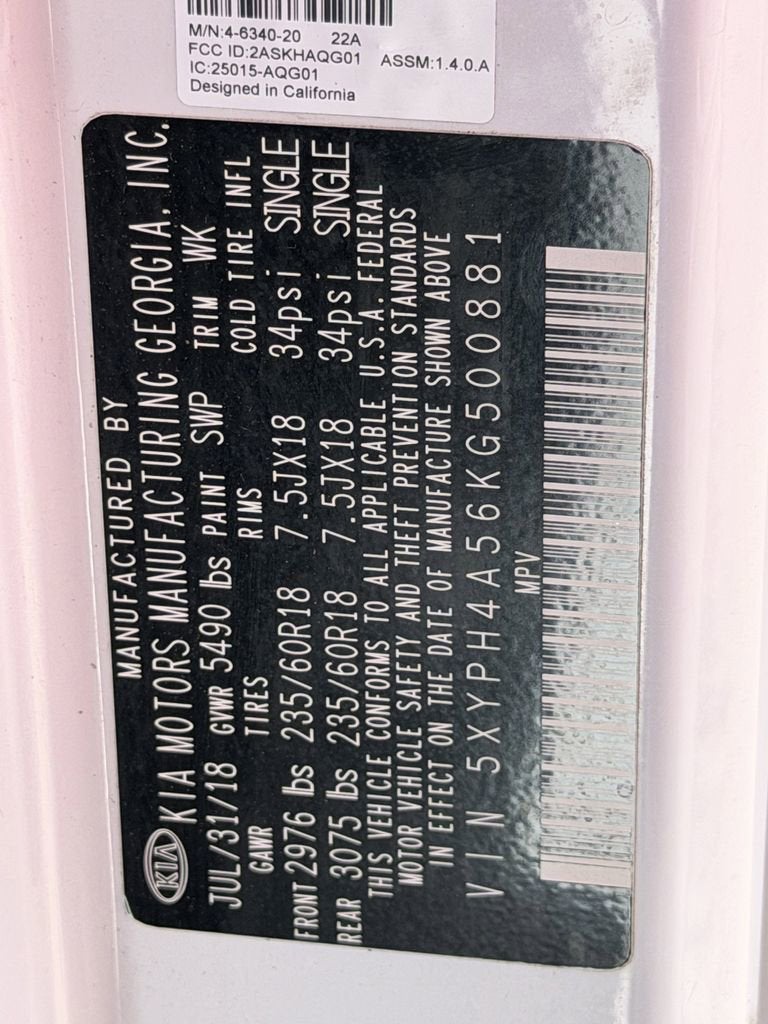 M/N:4-6340-20 22A
FCC ID:2ASKHAQG01 ASSM:1.4.0.A
IC:25015-AQG01
Designed in California
MANUFACTURED BY
KIA KIA MOTORS MANUFACTURING GEORGIA, INC.
JUL/31/18 GVWR 5490 lbs PAINT SWP TRIM WK
GAWR TIRES RIMS COLD TIRE INFL
FRONT 2976 lbs 235/60R18 7.5JX18 34psi SINGLE
REAR 3075 lbs 235/60R18 7.5JX18 34psi SINGLE
THIS VEHICLE CONFORMS TO ALL APPLICABLE U.S.A. FEDERAL
MOTOR VEHICLE SAFETY AND THEFT PREVENTION STANDARDS
IN EFFECT ON THE DATE OF MANUFACTURE SHOWN ABOVE
VIN 5XYPH4A56KG500881
MPV